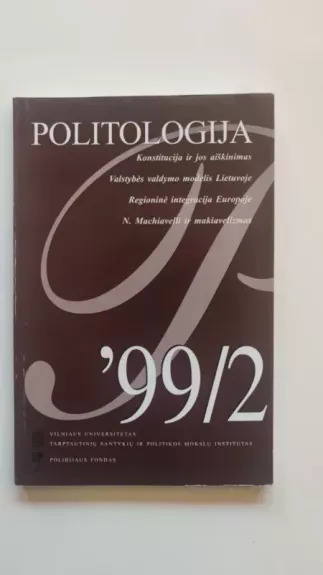 POLITOLOGIJA
Konstitucija ir jos aiškinimas
Valstybės valdymo modelis Lietuvoje
Regioninė integracija Europoje
N. Machiavelli ir makiavelizmas
'99/2
VILNIAUS UNIVERSITETAS
TARPTAUTINIŲ SANTYKIŲ IR POLITIKOS MOKSLŲ INSTITUTAS
POLIBIJAUS FONDAS